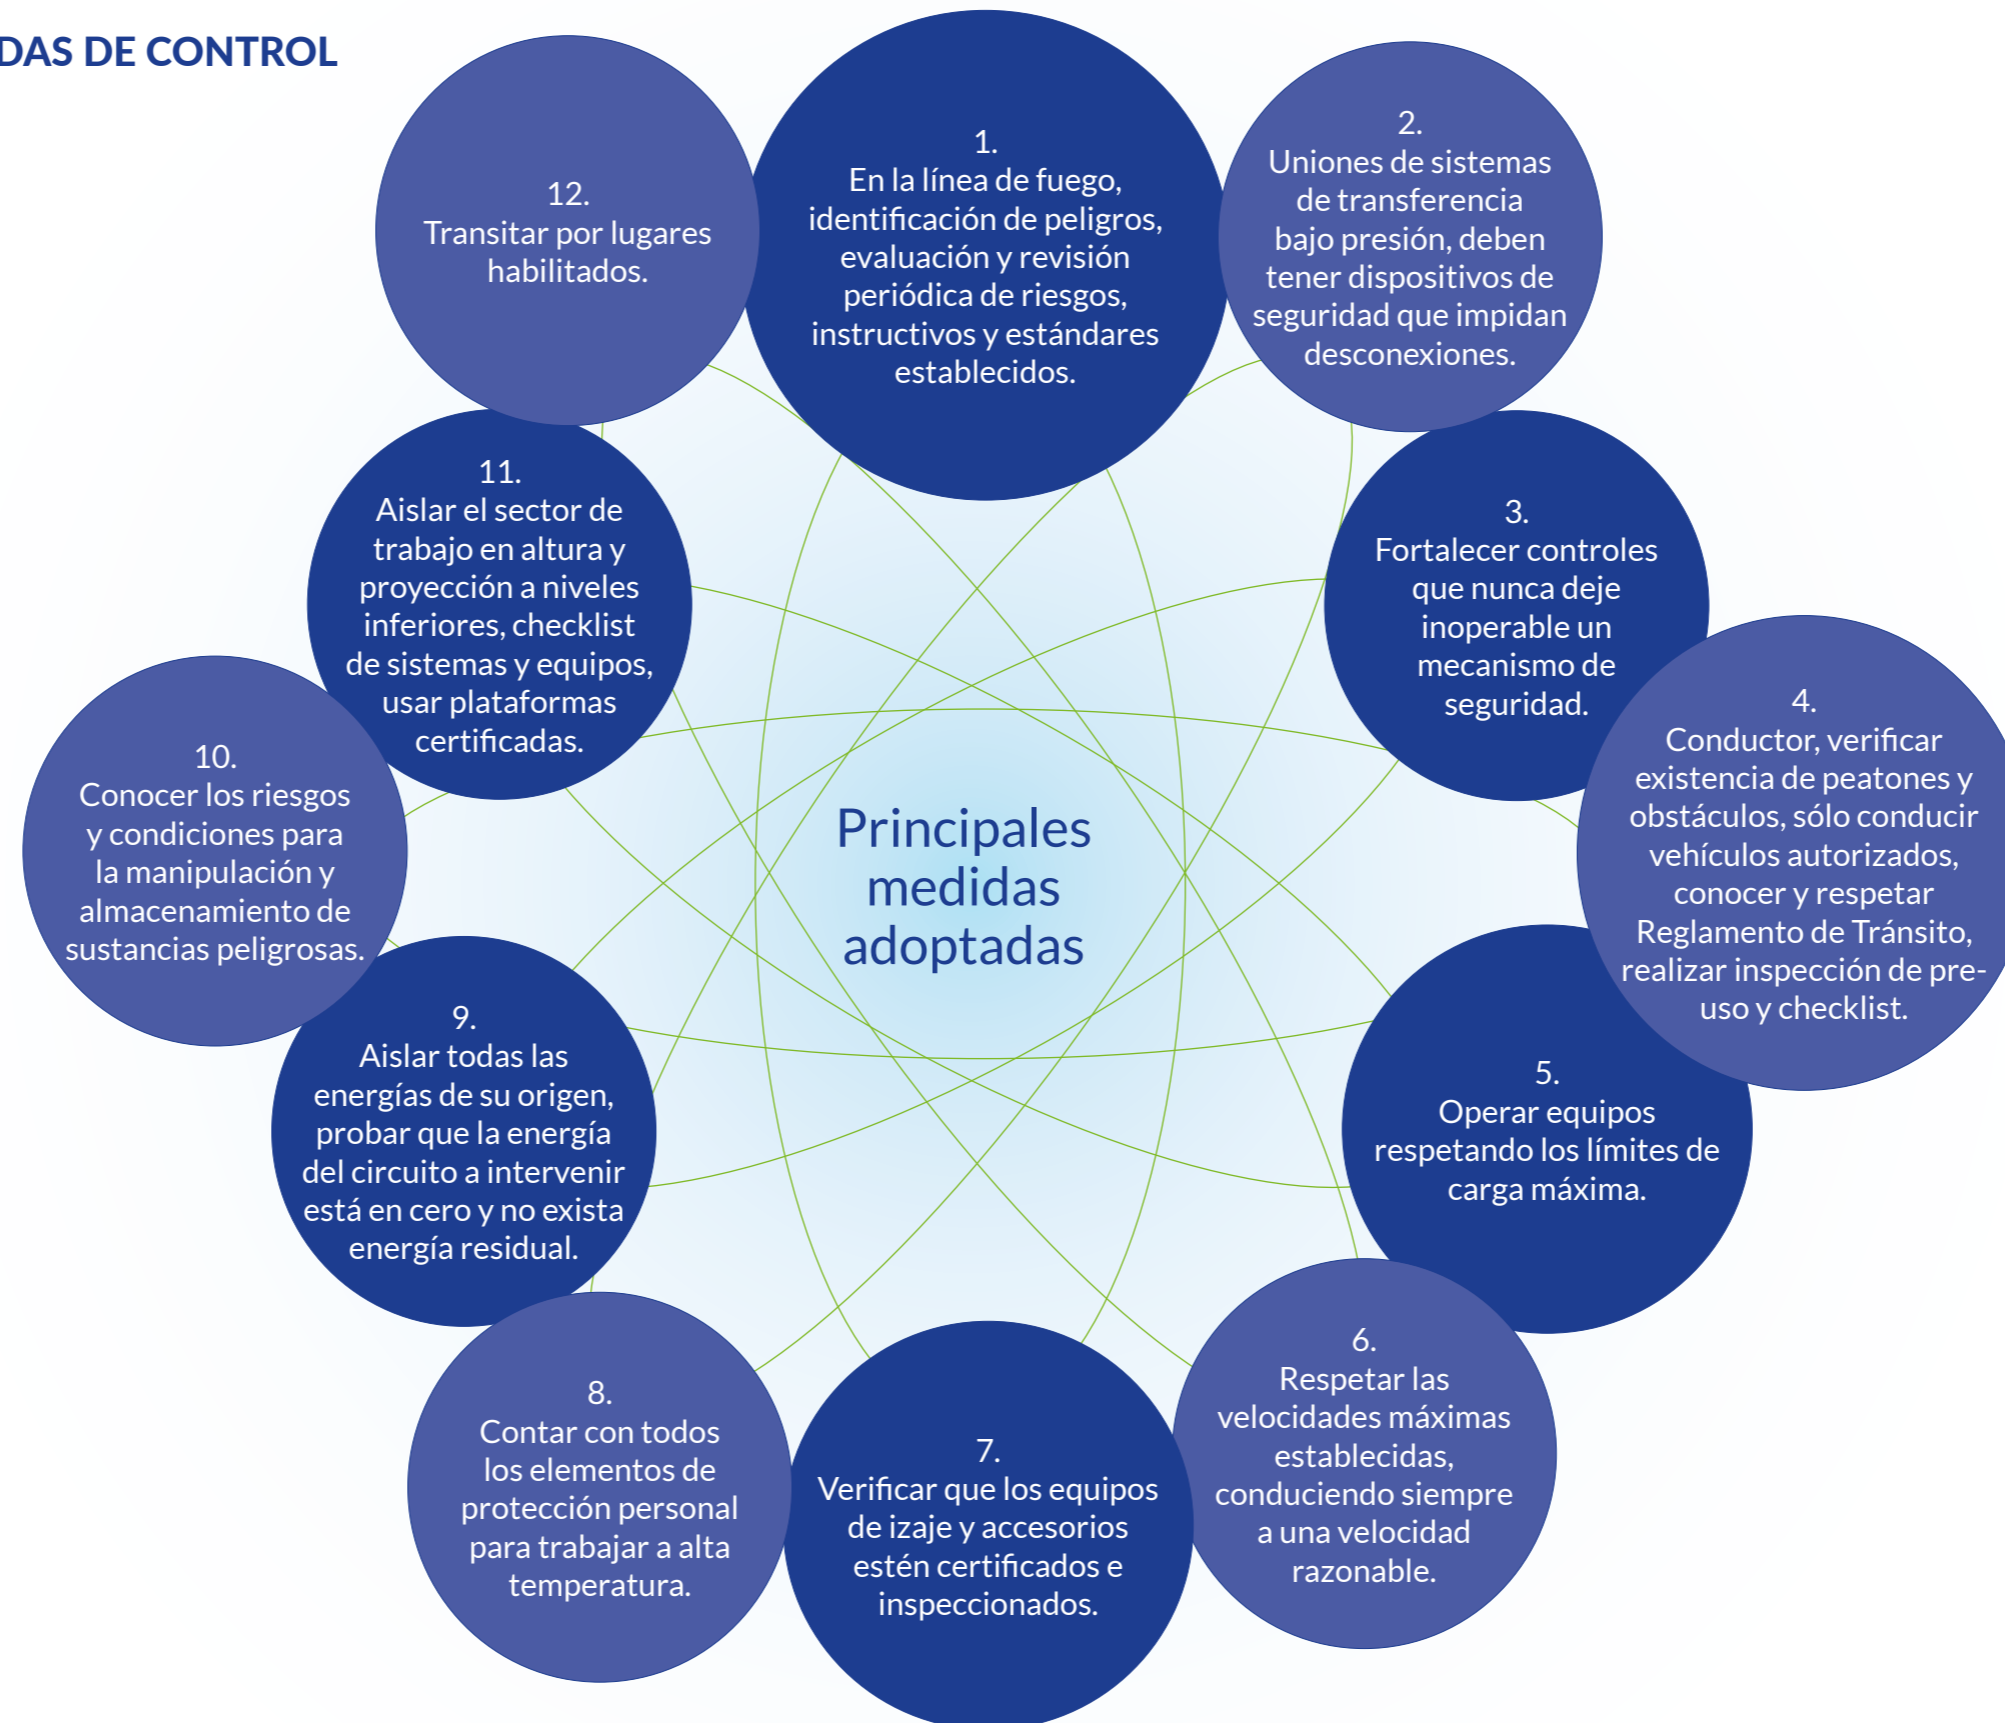 DAS DE CONTROL
1.
En la línea de fuego,
identificación de peligros,
evaluación y revisión
periódica de riesgos,
instructivos y estándares
establecidos.
2.
Uniones de sistemas
de transferencia
bajo presión, deben
tener dispositivos de
seguridad que impidan
desconexiones.
3.
Fortalecer controles
que nunca deje
inoperable un
mecanismo de
seguridad.
4.
Conductor, verificar
existencia de peatones y
obstáculos, sólo conducir
vehículos autorizados,
conocer y respetar
Reglamento de Tránsito,
realizar inspección de pre-
uso y checklist.
5.
Operar equipos
respetando los límites de
carga máxima.
6.
Respetar las
velocidades máximas
establecidas,
conduciendo siempre
a una velocidad
razonable.
7.
Verificar que los equipos
de izaje y accesorios
estén certificados e
inspeccionados.
8.
Contar con todos
los elementos de
protección personal
para trabajar a alta
temperatura.
9.
Aislar todas las
energías de su origen,
probar que la energía
del circuito a intervenir
está en cero y no exista
energía residual.
10.
Conocer los riesgos
y condiciones para
la manipulación y
almacenamiento de
sustancias peligrosas.
11.
Aislar el sector de
trabajo en altura y
proyección a niveles
inferiores, checklist
de sistemas y equipos,
usar plataformas
certificadas.
12.
Transitar por lugares
habilitados.
Principales
medidas
adoptadas